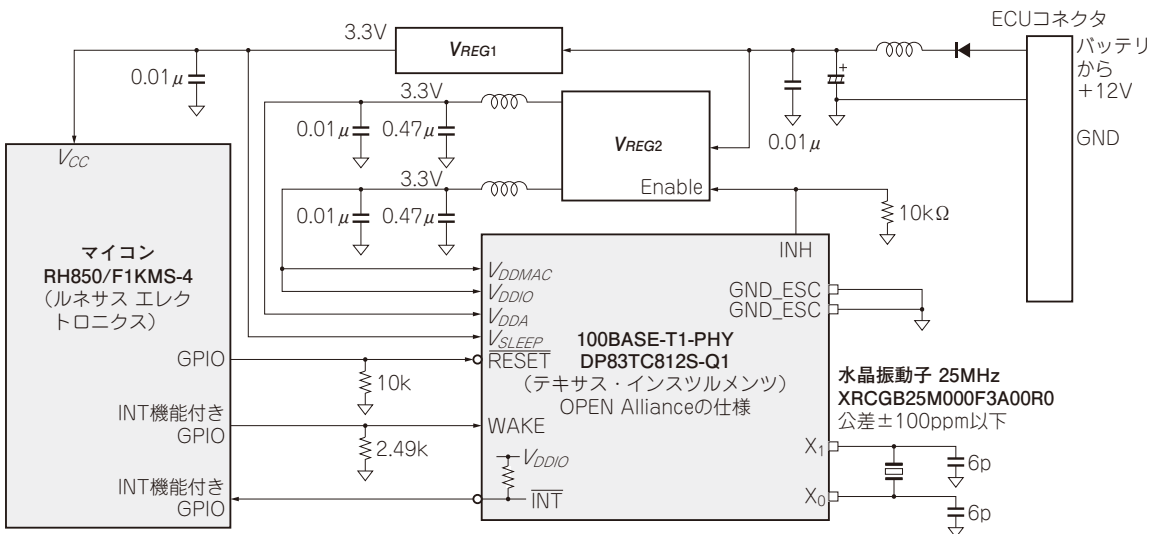 ECUコネクタ
バッテリ
から
+12V
GND
3.3V
VREG1
0.01μ
3.3V
0.01μ
0.47μ
VREG2
0.01μ
3.3V
Enable
0.01μ
0.47μ
10kΩ
VCC
マイコン
RH850/F1KMS-4
（ルネサス エレク
トロニクス）
GPIO
10k
INT機能付き
GPIO
2.49k
INT機能付き
GPIO
INH
VDDMAC
VDDIO
VDDA
VSLEEP
RESET
GND_ESC
GND_ESC
100BASE-T1-PHY
DP83TC812S-Q1
（テキサス・インスツルメンツ）
OPEN Allianceの仕様
WAKE
VDDIO
INT
水晶振動子 25MHz
XRCGB25M000F3A00R0
公差±100ppm以下
X1
6p
X0
6p